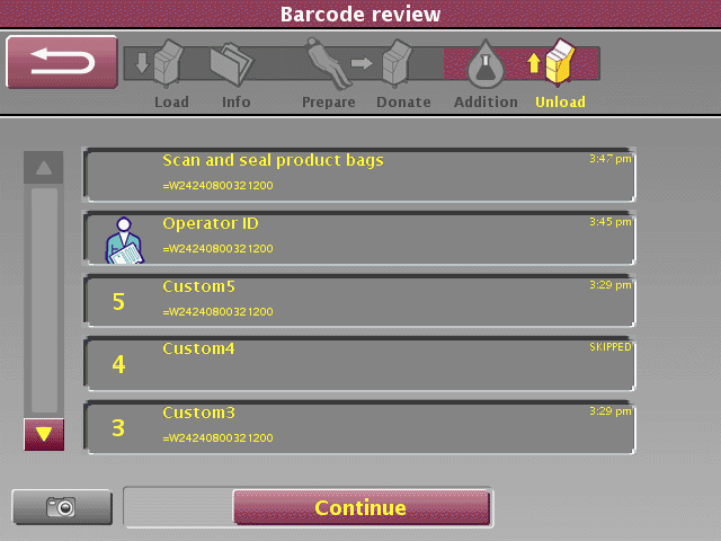 Barcode review
Load Info Prepare Donate Addition Unload
Scan and seal product bags 3:47 pm
=W24240800321200
Operator ID 3:45 pm
=W24240800321200
Custom5 3:29 pm
5
=W24240800321200
Custom4 SKIPPED
4
Custom3 3:29 pm
3
=W24240800321200
Continue